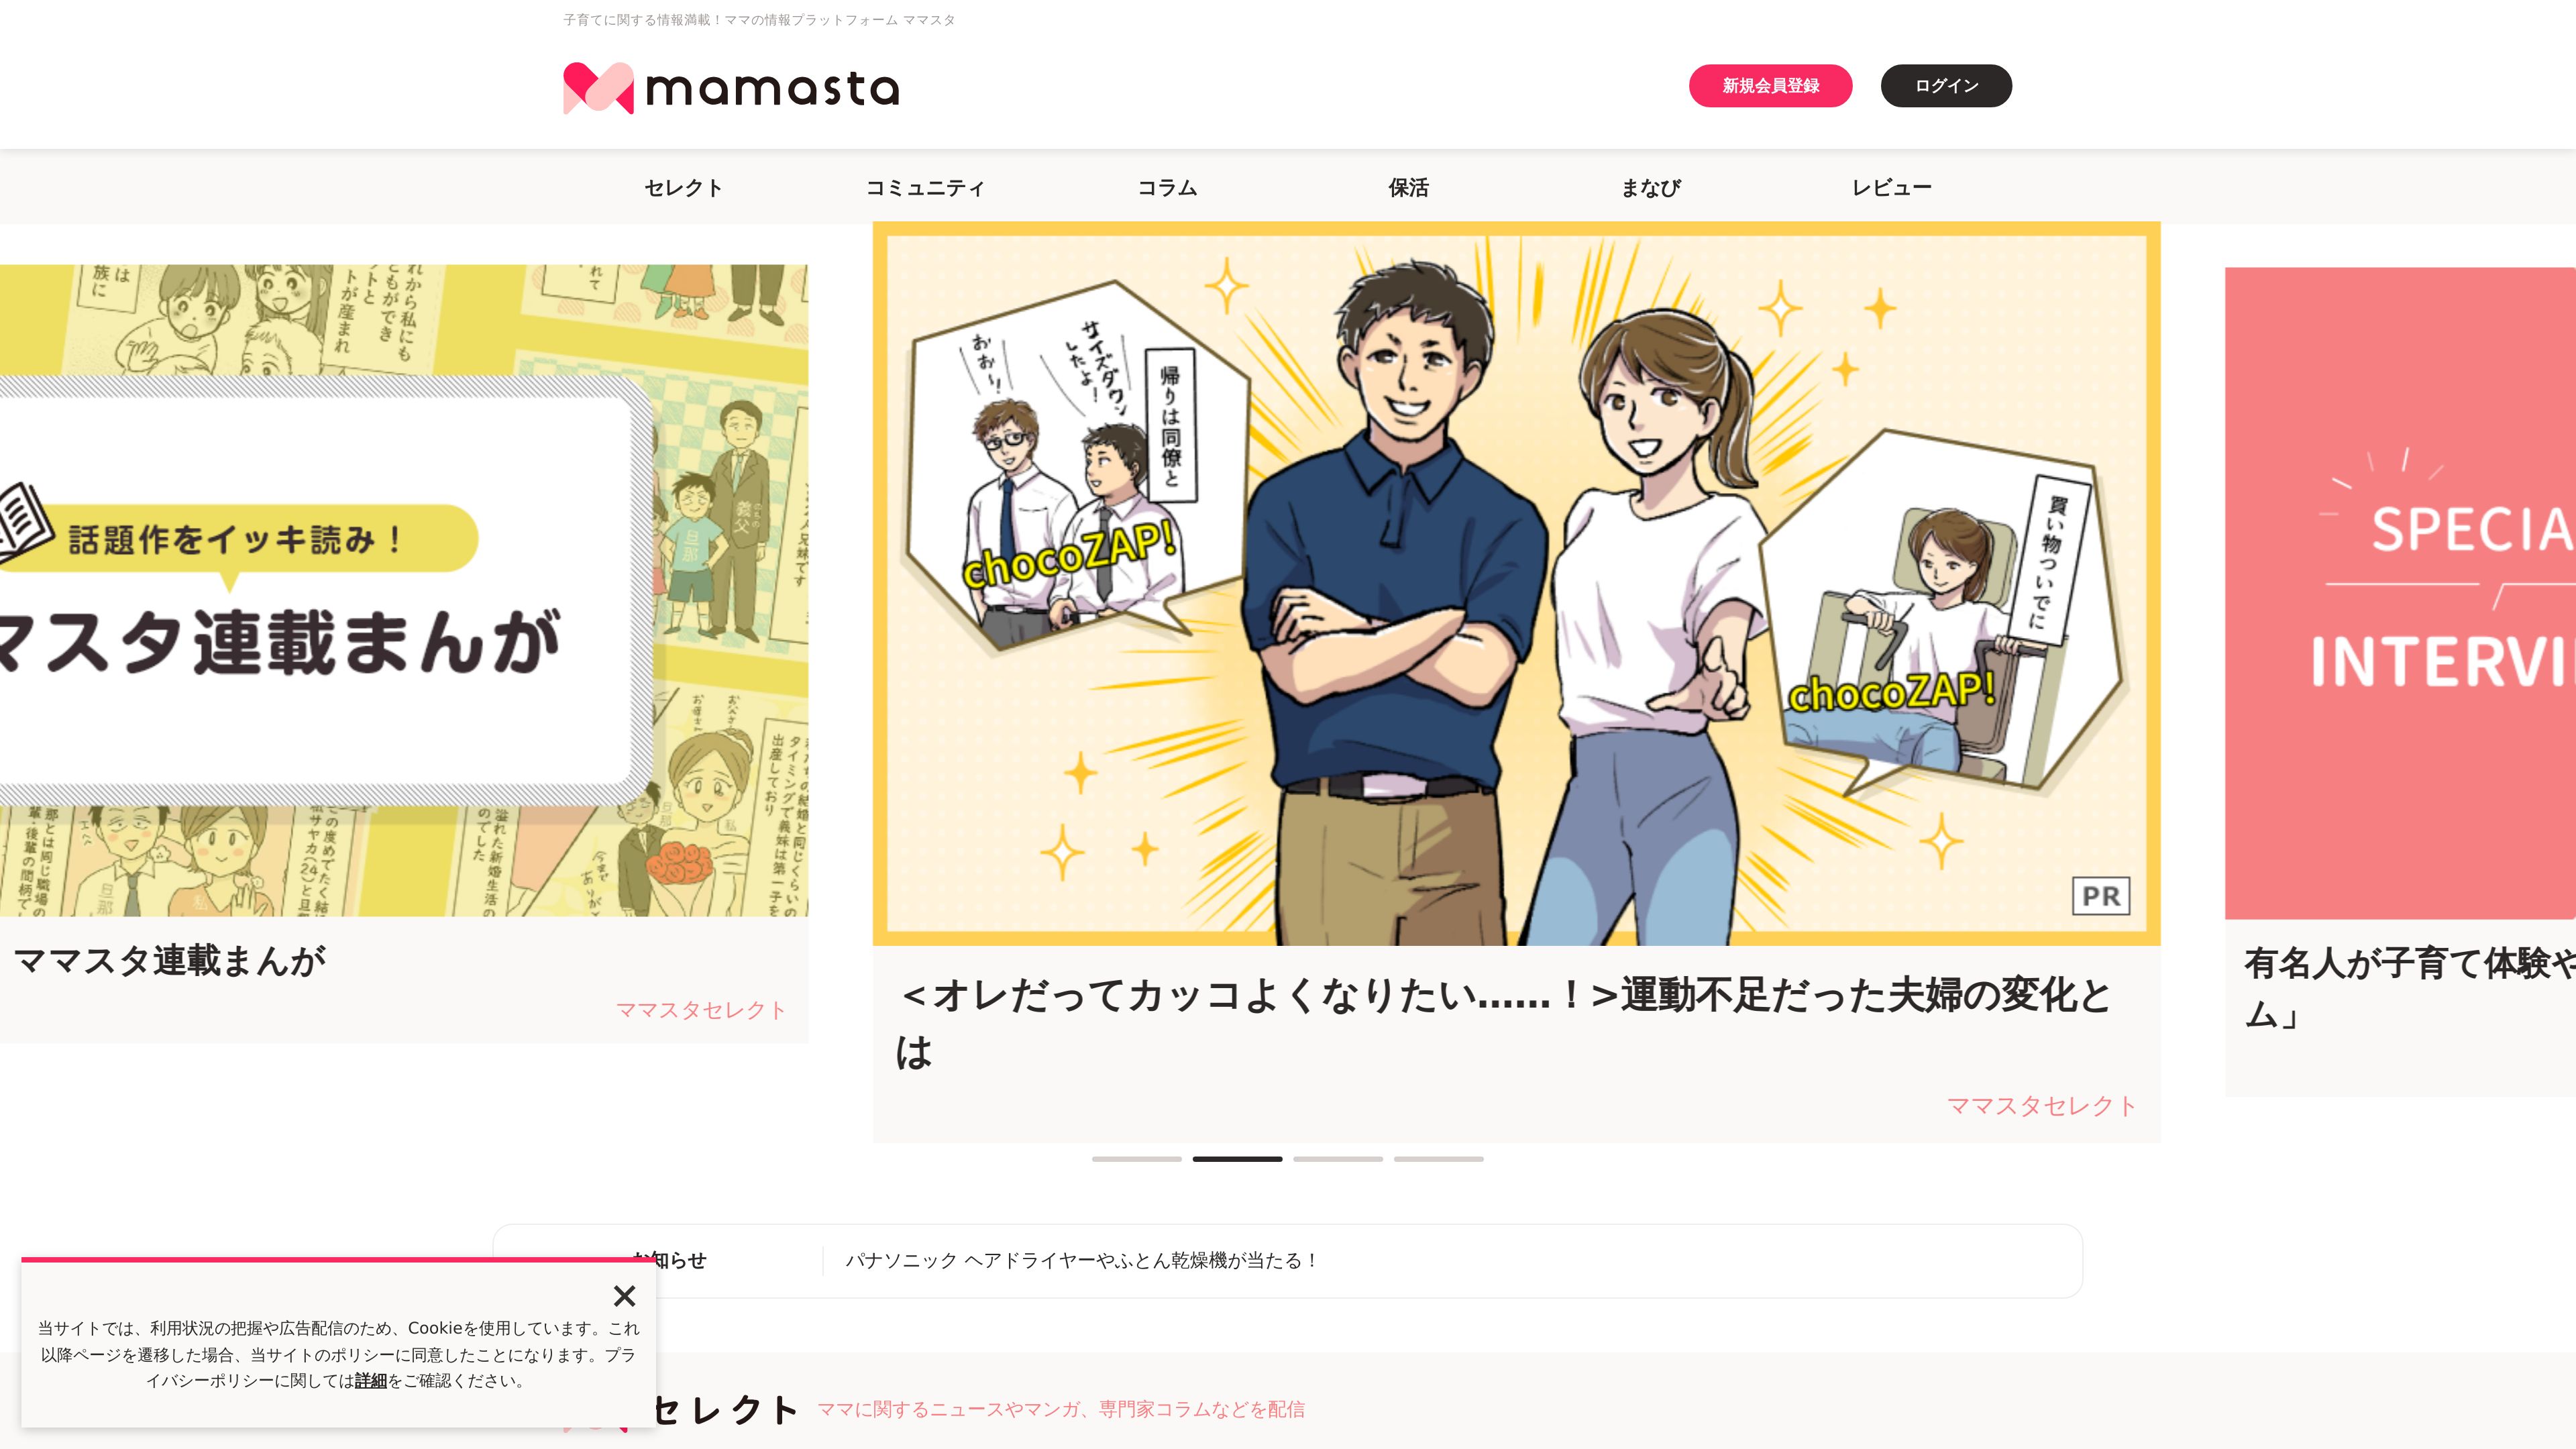 子育てに関する情報満載！ママの情報プラットフォーム ママスタ
mamasta
新規会員登録
ログイン
セレクト
コミュニティ
コラム
保活
まなび
レビュー
話題作をイッキ読み！
マスタ連載まんが
ママスタ連載まんが
ママスタセレクト
おお〜！
サイズダウン
したよ！
帰りは同僚と
chocoZAP!
買い物ついでに
chocoZAP!
PR
＜オレだってカッコよくなりたい……！>運動不足だった夫婦の変化と
は
ママスタセレクト
SPECIA
INTERVI
有名人が子育て体験や
ム」
お知らせ
パナソニック ヘアドライヤーやふとん乾燥機が当たる！
当サイトでは、利用状況の把握や広告配信のため、Cookieを使用しています。これ
以降ページを遷移した場合、当サイトのポリシーに同意したことになります。プラ
イバシーポリシーに関しては詳細をご確認ください。
セレクト
ママに関するニュースやマンガ、専門家コラムなどを配信